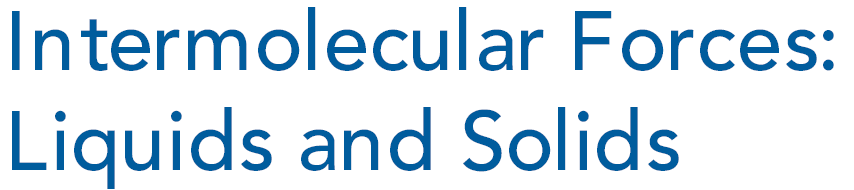 Intermolecular Forces:
Liquids and Solids